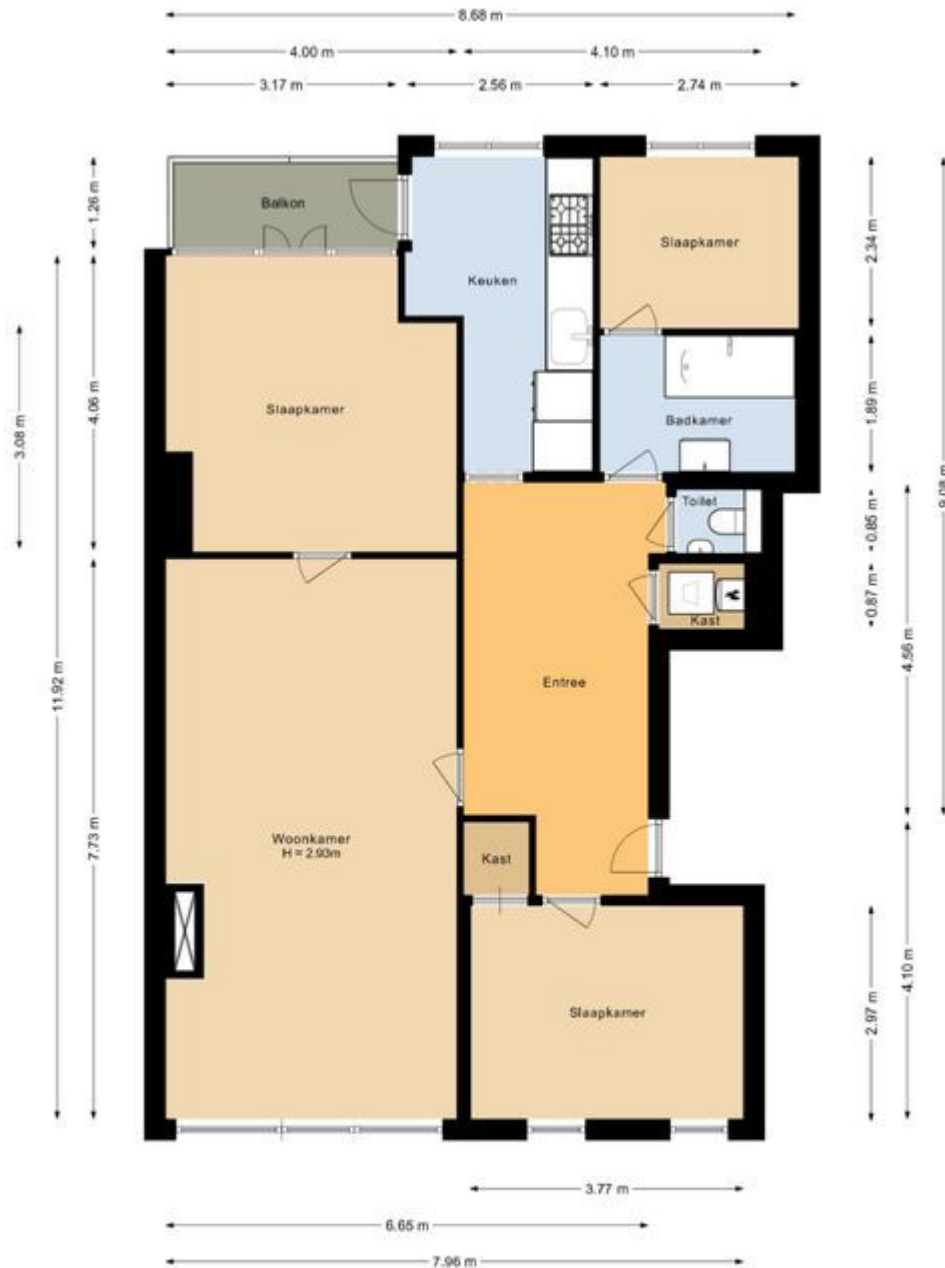 8.68 m
4.00 m
4.10 m
3.17 m
2.56 m
2.74 m
1.26 m
Balkon
Slaapkamer
2.34 m
Keuken
3.08 m
4.06 m
Slaapkamer
Badkamer
1.89 m
9.08 m
Toilet
0.85 m
0.87 m
Kast
4.56 m
11.92 m
Entree
7.73 m
Woonkamer
H = 2.93m
Kast
Slaapkamer
2.97 m
4.10 m
3.77 m
6.65 m
7.96 m